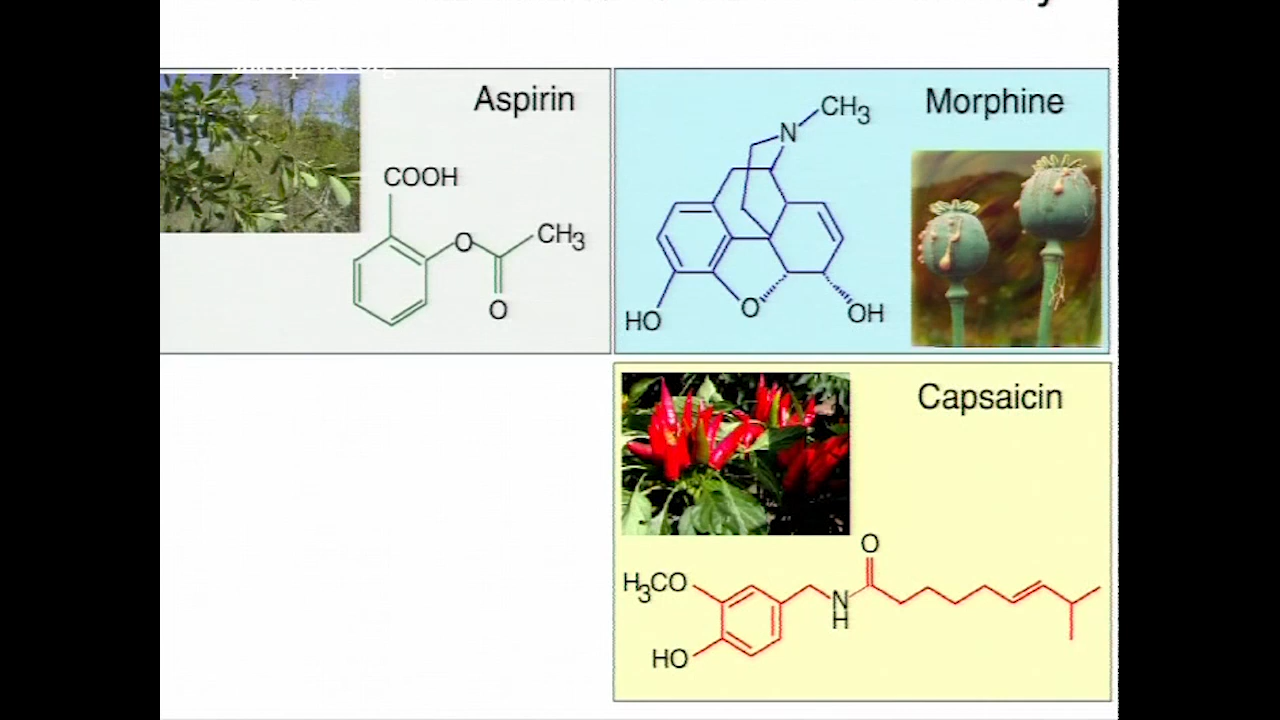 Aspirin
COOH
O
CH3
O
Morphine
N
CH3
HO
O
OH
Capsaicin
O
H3CO
N
H
HO